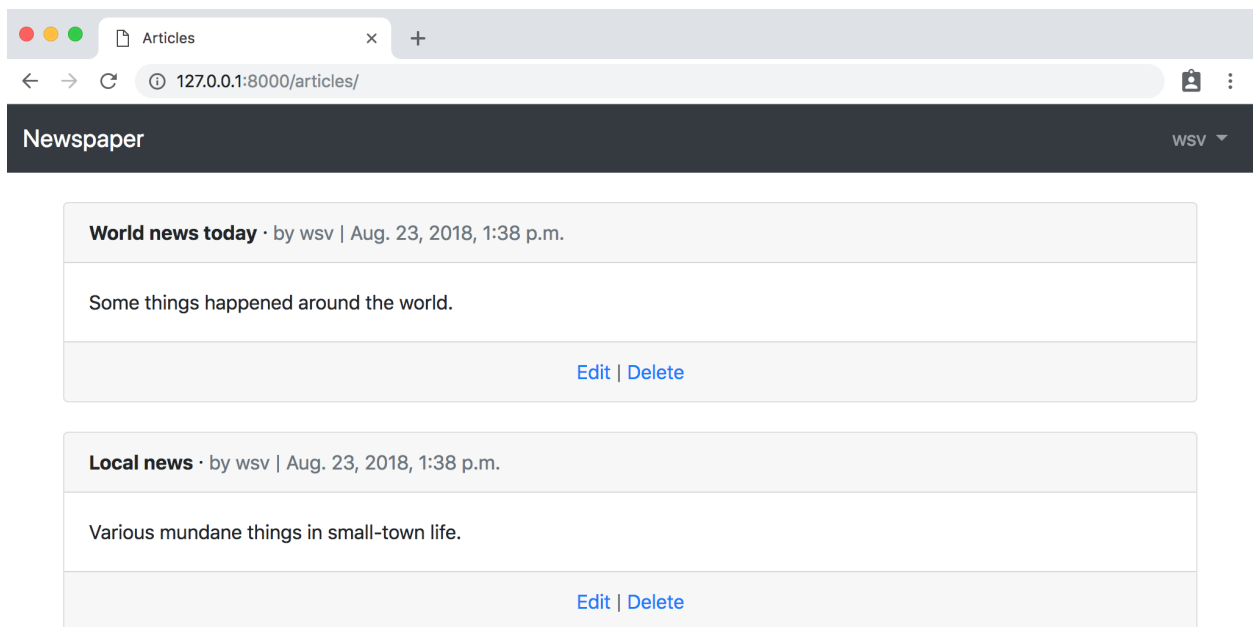 Articles
127.0.0.1:8000/articles/
Newspaper wsv
World news today · by wsv | Aug. 23, 2018, 1:38 p.m.
Some things happened around the world.
Edit | Delete
Local news · by wsv | Aug. 23, 2018, 1:38 p.m.
Various mundane things in small-town life.
Edit | Delete